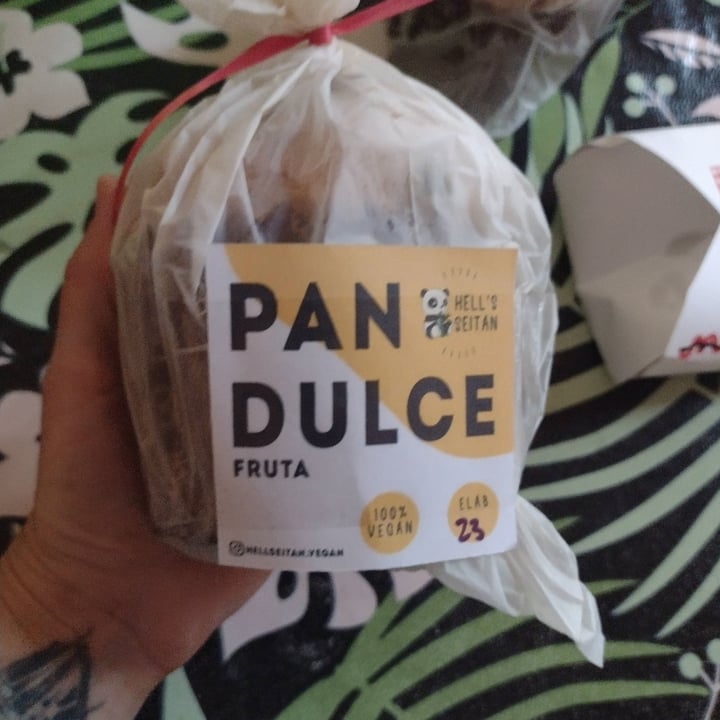 PAN
HELL'S
SEITAN
DULCE
FRUTA
100%
VEGAN
ELAB
23
HELLSEITAN.VEGAN